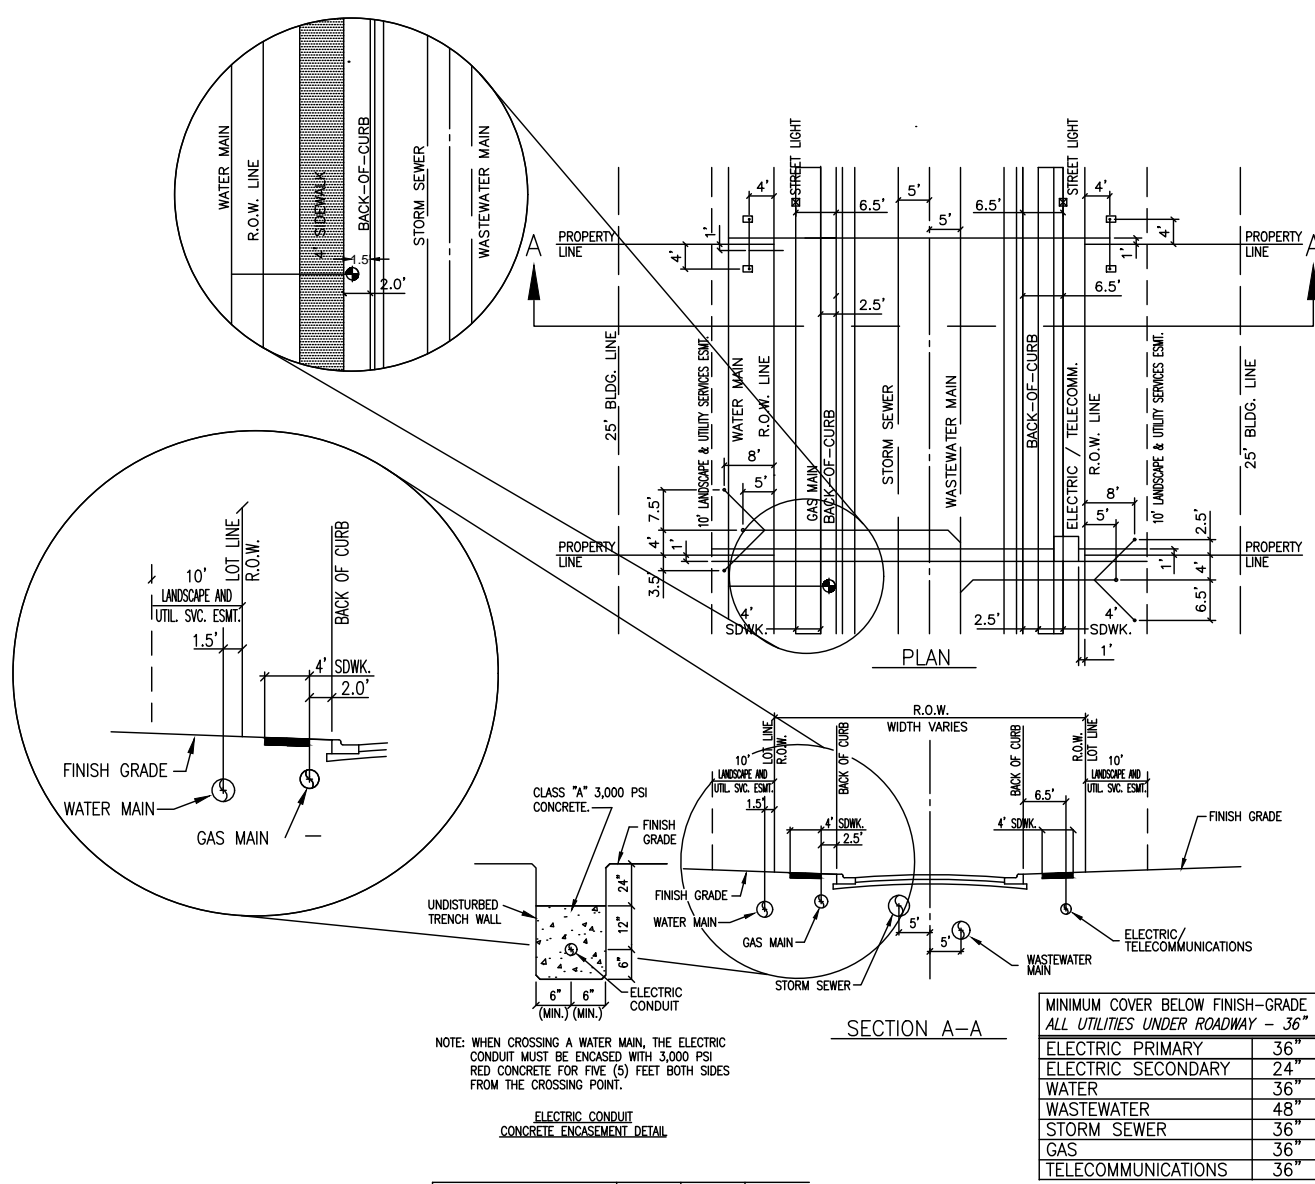 WATER MAIN
R.O.W. LINE
4' SIDEWALK
BACK-OF-CURB
STORM SEWER
WASTEWATER MAIN
1.5
2.0'
STREET LIGHT
STREET LIGHT
4'
6.5'
5'
5'
6.5'
4'
PROPERTY
LINE
1'
4'
4'
1'
PROPERTY
LINE
A
A
2.5'
6.5'
25' BLDG. LINE
10' LANDSCAPE & UTILITY SERVICES ESMT.
WATER MAIN
R.O.W. LINE
GAS MAIN
BACK-OF-CURB
STORM SEWER
WASTEWATER MAIN
BACK-OF-CURB
ELECTRIC / TELECOMM.
R.O.W. LINE
10' LANDSCAPE & UTILITY SERVICES ESMT.
25' BLDG. LINE
8'
5'
7.5'
4'
1'
3.5'
PROPERTY
LINE
8'
5'
2.5'
1'
4'
6.5'
PROPERTY
LINE
4'
SDWK.
2.5'
4'
SDWK.
1'
PLAN
10'
LANDSCAPE AND
UTIL. SVC. ESMT.
LOT LINE
R.O.W.
BACK OF CURB
1.5'
4' SDWK.
2.0'
FINISH GRADE
WATER MAIN
GAS MAIN
R.O.W.
WIDTH VARIES
LOT LINE
R.O.W.
BACK OF CURB
BACK OF CURB
R.O.W.
LOT LINE
10'
LANDSCAPE AND
UTIL. SVC. ESMT.
1.5'
4' SDWK.
2.5'
6.5'
4' SDWK.
10'
LANDSCAPE AND
UTIL. SVC. ESMT.
FINISH GRADE
FINISH GRADE
WATER MAIN
GAS MAIN
STORM SEWER
5'
5'
WASTEWATER
MAIN
ELECTRIC/
TELECOMMUNICATIONS
SECTION A-A
CLASS "A" 3,000 PSI
CONCRETE.
FINISH
GRADE
UNDISTURBED
TRENCH WALL
24"
12"
6"
6" 6"
(MIN.) (MIN.)
ELECTRIC
CONDUIT
NOTE: WHEN CROSSING A WATER MAIN, THE ELECTRIC
CONDUIT MUST BE ENCASED WITH 3,000 PSI
RED CONCRETE FOR FIVE (5) FEET BOTH SIDES
FROM THE CROSSING POINT.
ELECTRIC CONDUIT
CONCRETE ENCASEMENT DETAIL
MINIMUM COVER BELOW FINISH-GRADE
ALL UTILITIES UNDER ROADWAY - 36"
ELECTRIC PRIMARY 36"
ELECTRIC SECONDARY 24"
WATER 36"
WASTEWATER 48"
STORM SEWER 36"
GAS 36"
TELECOMMUNICATIONS 36"